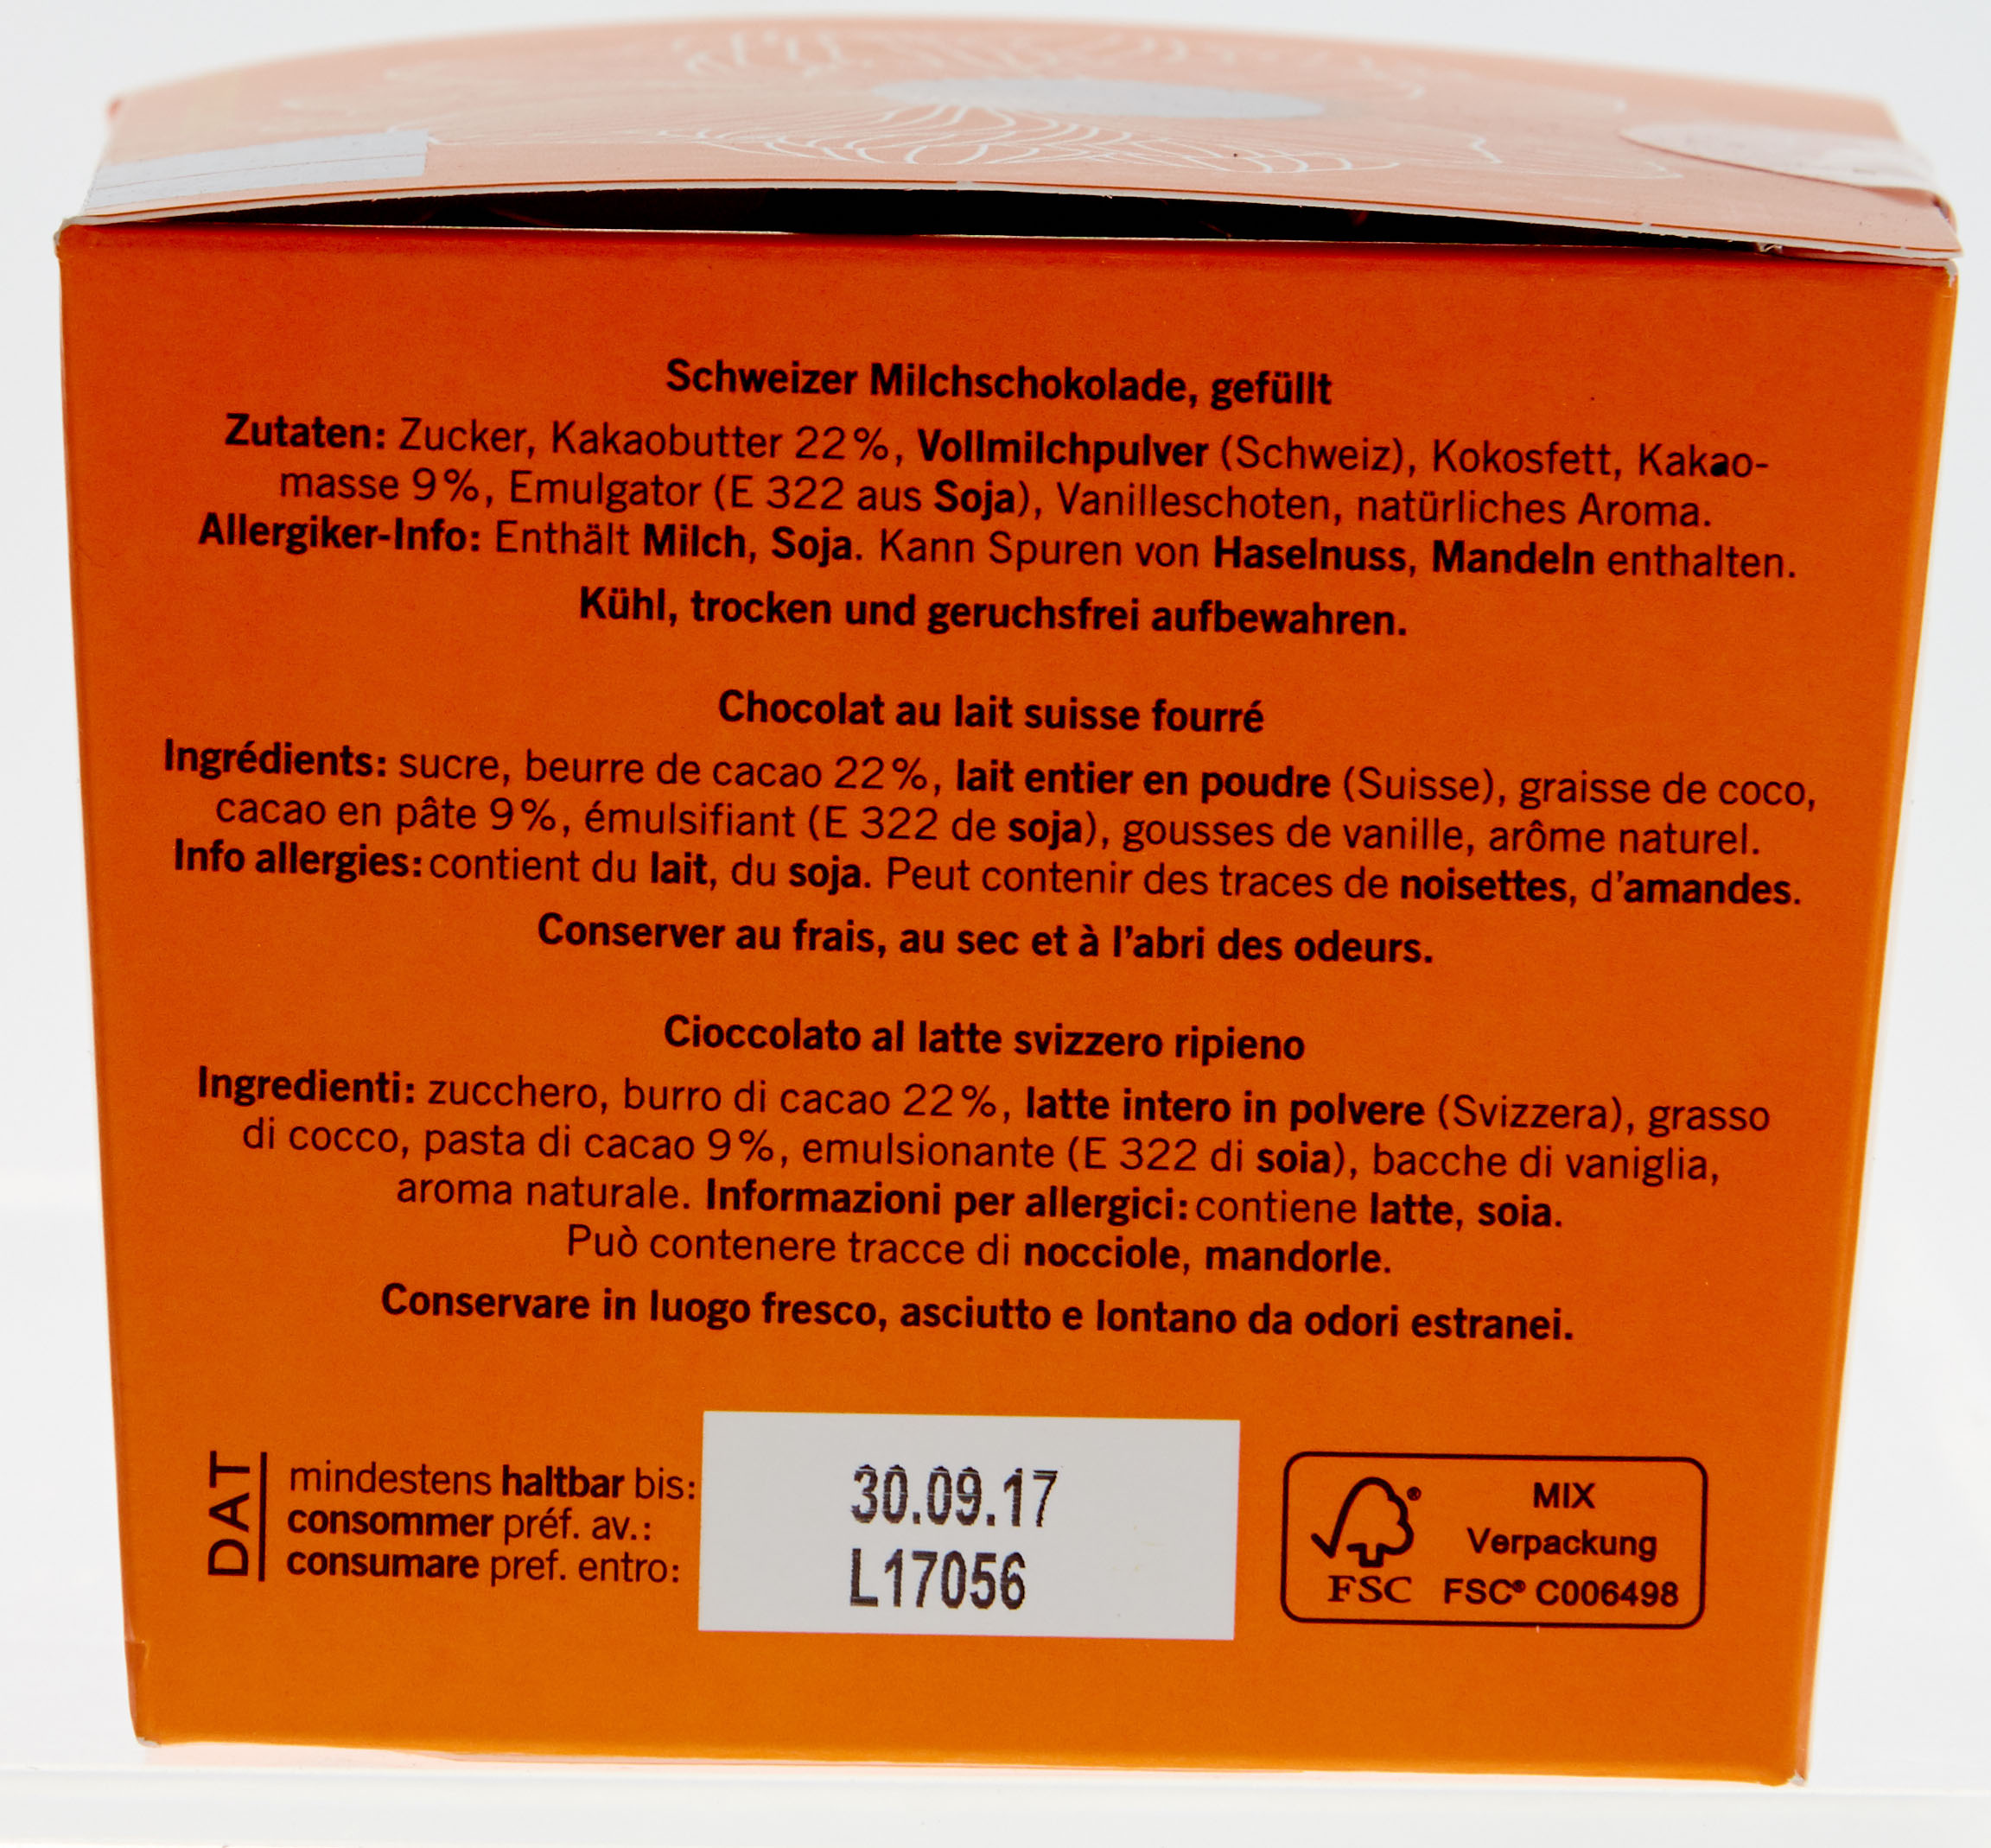 Schweizer Milchschokolade, gefüllt
Zutaten: Zucker, Kakaobutter 22%, Vollmilchpulver (Schweiz), Kokosfett, Kakao-
masse 9%, Emulgator (E 322 aus Soja), Vanilleschoten, natürliches Aroma.
Allergiker-Info: Enthält Milch, Soja. Kann Spuren von Haselnuss, Mandeln enthalten.
Kühl, trocken und geruchsfrei aufbewahren.
Chocolat au lait suisse fourré
Ingrédients: sucre, beurre de cacao 22%, lait entier en poudre (Suisse), graisse de coco,
cacao en pâte 9%, émulsifiant (E 322 de soja), gousses de vanille, arôme naturel.
Info allergies: contient du lait, du soja. Peut contenir des traces de noisettes, d'amandes.
Conserver au frais, au sec et à l'abri des odeurs.
Cioccolato al latte svizzero ripieno
Ingredienti: zucchero, burro di cacao 22%, latte intero in polvere (Svizzera), grasso
di cocco, pasta di cacao 9%, emulsionante (E 322 di soia), bacche di vaniglia,
aroma naturale. Informazioni per allergici: contiene latte, soia.
Può contenere tracce di nocciole, mandorle.
Conservare in luogo fresco, asciutto e lontano da odori estranei.
DAT
mindestens haltbar bis:
consommer préf. av.:
consumare pref. entro:
30.09.17
L17056
MIX
Verpackung
FSC® C006498
FSC ®